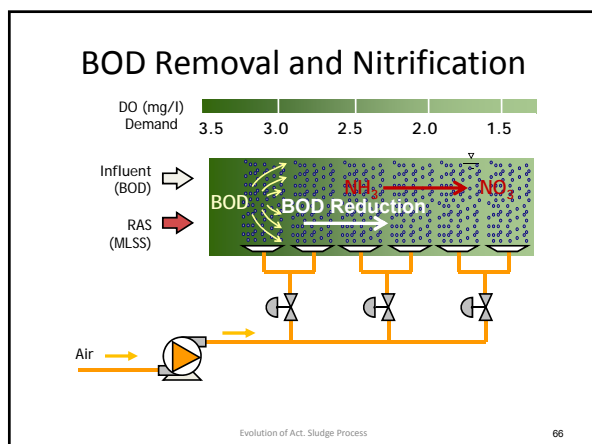 BOD Removal and Nitrification
DO (mg/l)
Demand
3.5 3.0 2.5 2.0 1.5
Influent
(BOD)
BOD
NH3
NO3
BOD Reduction
RAS
(MLSS)
Air
Evolution of Act. Sludge Process
66